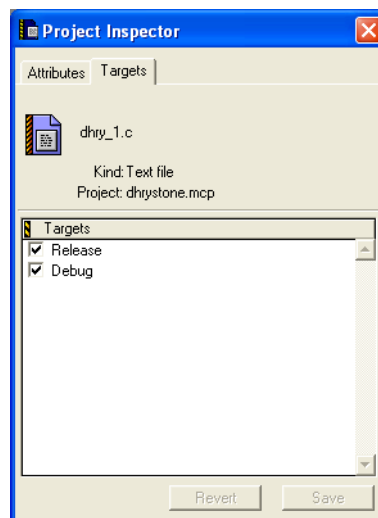 Project Inspector
Attributes Targets
dhry_1.c
Kind: Text file
Project: dhrystone.mcp
Targets
Release
Debug
Revert Save